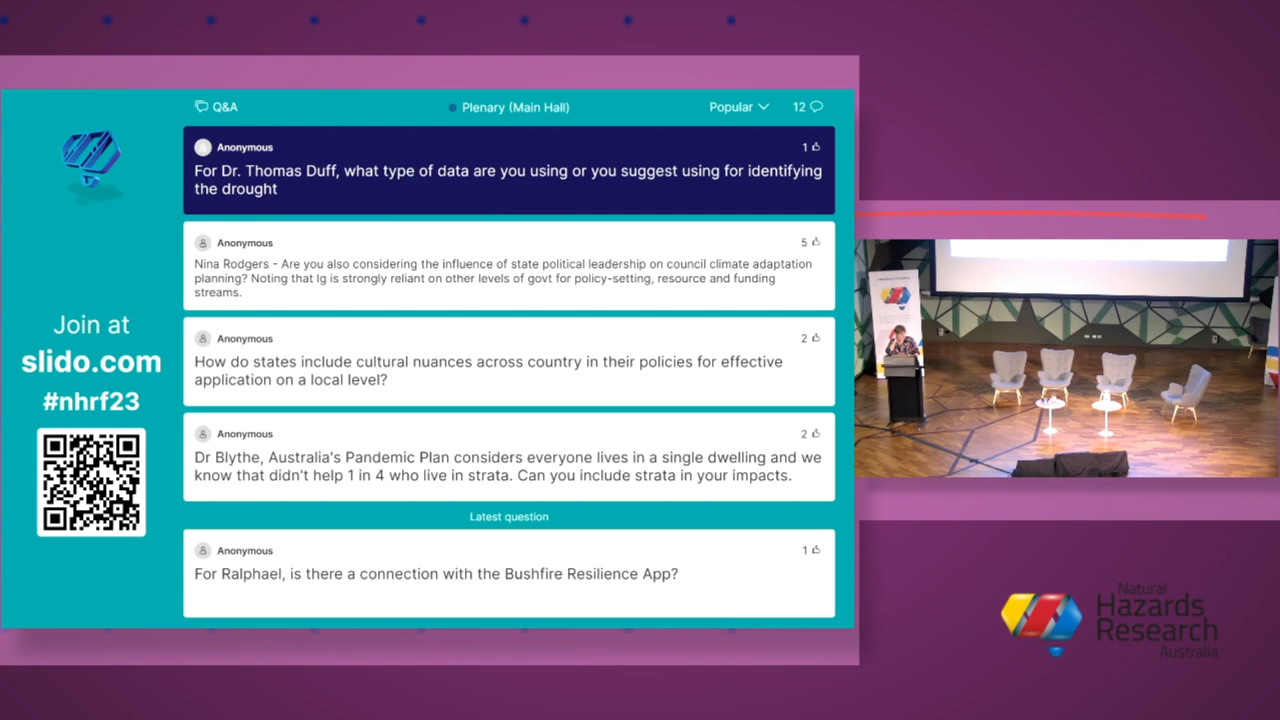 Q&A
Plenary (Main Hall)
Popular
12
Anonymous
1
For Dr. Thomas Duff, what type of data are you using or you suggest using for identifying
the drought
Anonymous
5
Nina Rodgers - Are you also considering the influence of state political leadership on council climate adaptation
planning? Noting that lg is strongly reliant on other levels of govt for policy-setting, resource and funding
streams.
Anonymous
2
How do states include cultural nuances across country in their policies for effective
application on a local level?
Anonymous
2
Dr Blythe, Australia's Pandemic Plan considers everyone lives in a single dwelling and we
know that didn't help 1 in 4 who live in strata. Can you include strata in your impacts.
Latest question
Anonymous
1
For Ralphael, is there a connection with the Bushfire Resilience App?
Join at
slido.com
#nhrf23
Natural
Hazards
Research
Australia